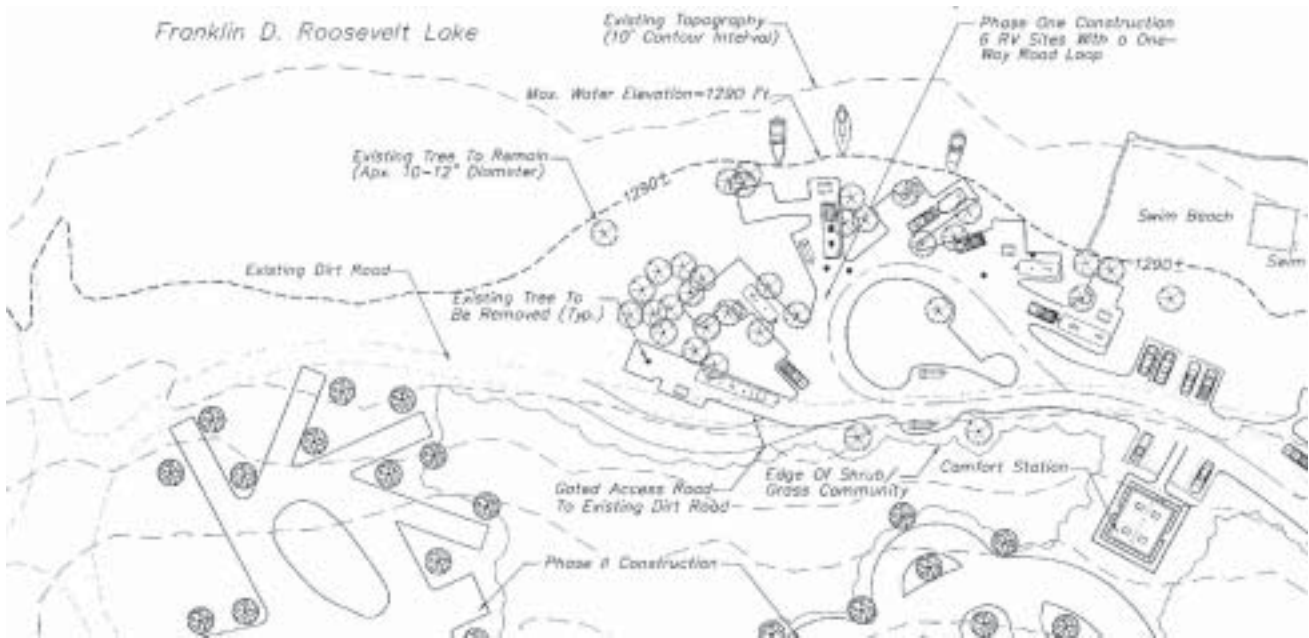 Franklin D. Roosevelt Lake
Existing Topography
(10' Contour Interval)
Phase One Construction
6 RV Sites With a One-
Way Road Loop
Max. Water Elevation=1290 Ft.
Existing Tree To Remain
(Apx. 10-12" Diameter)
1290±
Swim Beach
Swim
1290±
Existing Dirt Road
Existing Tree To
Be Removed (Typ.)
Gated Access Road
To Existing Dirt Road
Edge Of Shrub/
Grass Community
Comfort Station
Phase II Construction